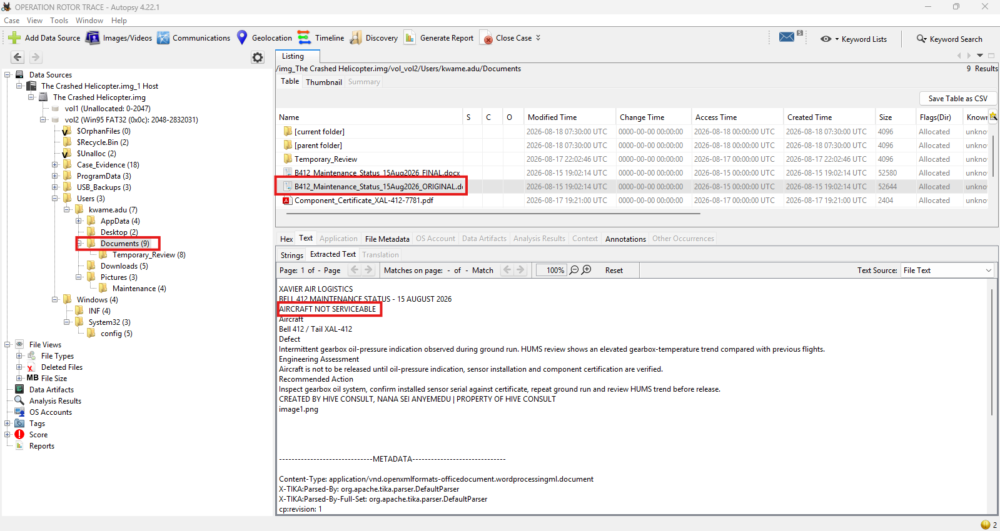 OPERATION ROTOR TRACE - Autopsy 4.22.1
Case View Tools Window Help
Add Data Source Images/Videos Communications Geolocation Timeline Discovery Generate Report Close Case 5 Keyword Lists Keyword Search
Data Sources
The Crashed Helicopter.img_1 Host
The Crashed Helicopter.img
vol1 (Unallocated: 0-2047)
vol2 (Win95 FAT32 (0x0c): 2048-2832031)
$OrphanFiles (0)
$Recycle.Bin (2)
$Unalloc (2)
Case_Evidence (18)
ProgramData (3)
USB_Backups (3)
Users (3)
kwame.adu (7)
AppData (4)
Desktop (2)
Documents (9)
Temporary_Review (8)
Downloads (5)
Pictures (3)
Maintenance (4)
Windows (4)
INF (4)
System32 (3)
config (5)
File Views
File Types
Deleted Files
MB File Size
Data Artifacts
Analysis Results
OS Accounts
Tags
Score
Reports
Listing
/img_The Crashed Helicopter.img/vol_vol2/Users/kwame.adu/Documents 9 Results
Table Thumbnail Summary
Save Table as CSV
Name S C O Modified Time Change Time Access Time Created Time Size Flags(Dir) Known
[current folder] 2026-08-18 07:30:00 UTC 0000-00-00 00:00:00 2026-08-18 00:00:00 UTC 2026-08-18 07:30:00 UTC 4096 Allocated unkno
[parent folder] 2026-08-18 07:30:00 UTC 0000-00-00 00:00:00 2026-08-18 00:00:00 UTC 2026-08-18 07:30:00 UTC 4096 Allocated unkno
Temporary_Review 2026-08-17 22:02:46 UTC 0000-00-00 00:00:00 2026-08-17 00:00:00 UTC 2026-08-17 22:02:46 UTC 4096 Allocated unkno
B412_Maintenance_Status_15Aug2026_FINAL.docx 2026-08-15 19:02:14 UTC 0000-00-00 00:00:00 2026-08-15 00:00:00 UTC 2026-08-15 19:02:14 UTC 52580 Allocated unkno
B412_Maintenance_Status_15Aug2026_ORIGINAL.d 2026-08-15 19:02:14 UTC 0000-00-00 00:00:00 2026-08-15 00:00:00 UTC 2026-08-15 19:02:14 UTC 52644 Allocated unkno
Component_Certificate_XAL-412-7781.pdf 2026-08-17 19:21:00 UTC 0000-00-00 00:00:00 2026-08-17 00:00:00 UTC 2026-08-17 19:21:00 UTC 2404 Allocated unkno
Hex Text Application File Metadata OS Account Data Artifacts Analysis Results Context Annotations Other Occurrences
Strings Extracted Text Translation
Page: 1 of - Page Matches on page: - of - Match 100% Reset Text Source: File Text
XAVIER AIR LOGISTICS
BELL 412 MAINTENANCE STATUS - 15 AUGUST 2026
AIRCRAFT NOT SERVICEABLE
Aircraft
Bell 412 / Tail XAL-412
Defect
Intermittent gearbox oil-pressure indication observed during ground run. HUMS review shows an elevated gearbox-temperature trend compared with previous flights.
Engineering Assessment
Aircraft is not to be released until oil-pressure indication, sensor installation and component certification are verified.
Recommended Action
Inspect gearbox oil system, confirm installed sensor serial against certificate, repeat ground run and review HUMS trend before release.
CREATED BY HIVE CONSULT, NANA SEI ANYEMEDU | PROPERTY OF HIVE CONSULT
image1.png
------------------------------METADATA------------------------------
Content-Type: application/vnd.openxmlformats-officedocument.wordprocessingml.document
X-TIKA:Parsed-By: org.apache.tika.parser.DefaultParser
X-TIKA:Parsed-By-Full-Set: org.apache.tika.parser.DefaultParser
cp:revision: 1
2